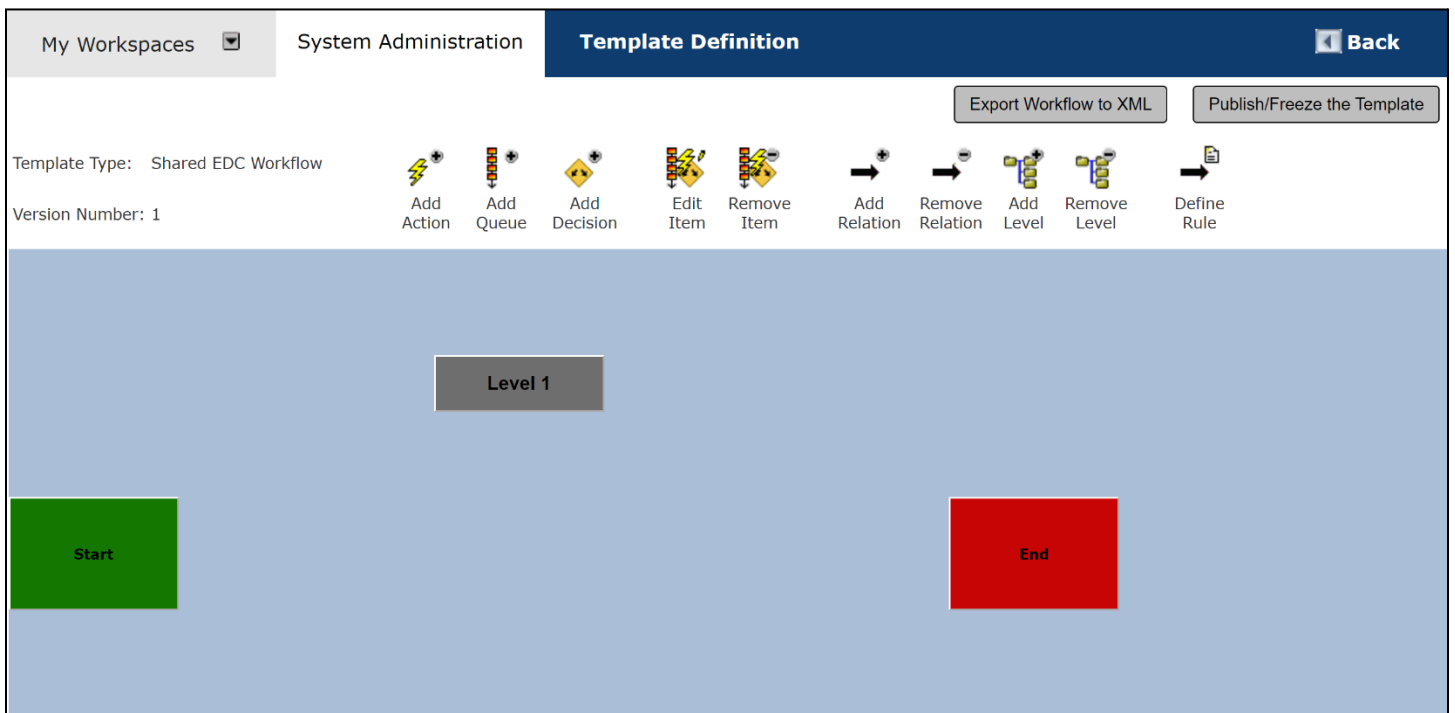 My Workspaces
System Administration
Template Definition
Back
Export Workflow to XML
Publish/Freeze the Template
Template Type: Shared EDC Workflow
Version Number: 1
Add Action
Add Queue
Add Decision
Edit Item
Remove Item
Add Relation
Remove Relation
Add Level
Remove Level
Define Rule
Level 1
Start
End